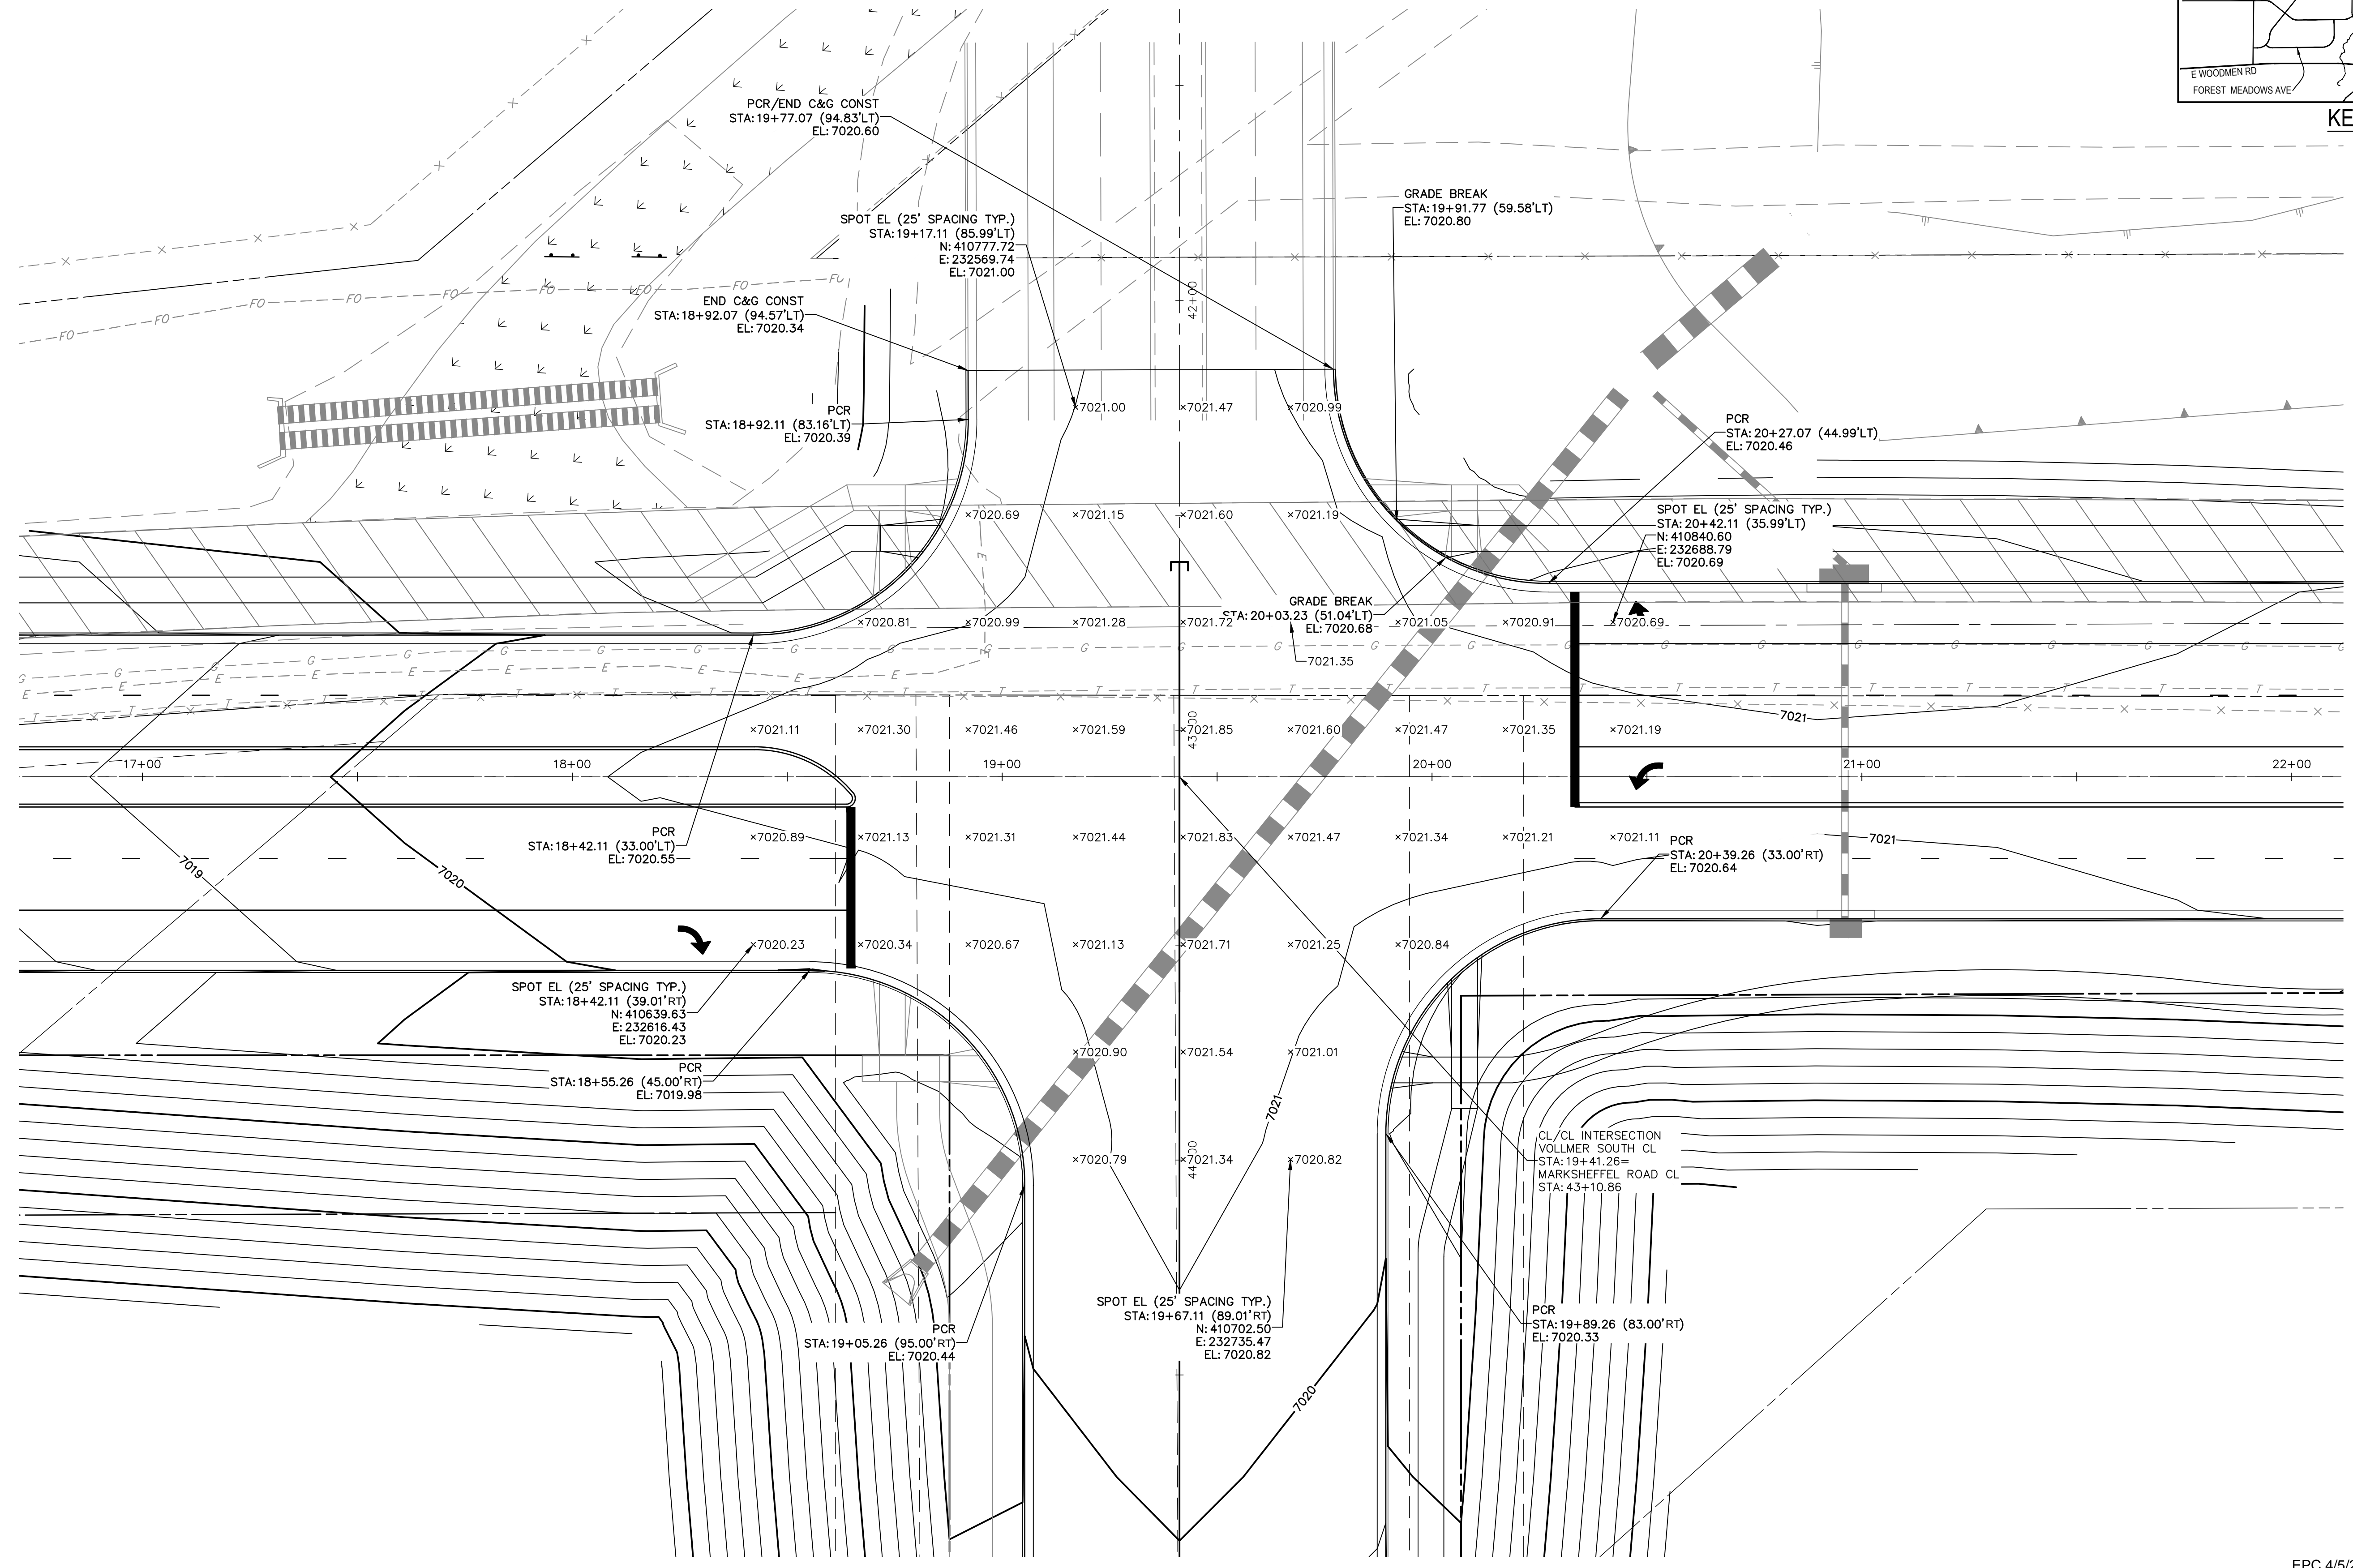 E WOODMEN RD
FOREST MEADOWS AVE
KE
PCR/END C&G CONST
STA: 19+77.07 (94.83'LT)
EL: 7020.60
GRADE BREAK
STA: 19+91.77 (59.58'LT)
EL: 7020.80
SPOT EL (25' SPACING TYP.)
STA: 19+17.11 (85.99'LT)
N: 410777.72
E: 232569.74
EL: 7021.00
END C&G CONST
STA: 18+92.07 (94.57'LT)
EL: 7020.34
42+00
FO FO FO FO FO FO FO FO
PCR
STA: 18+92.11 (83.16'LT)
EL: 7020.39
×7021.00 ×7021.47 ×7020.99
PCR
STA: 20+27.07 (44.99'LT)
EL: 7020.46
SPOT EL (25' SPACING TYP.)
STA: 20+42.11 (35.99'LT)
N: 410840.60
E: 232688.79
EL: 7020.69
×7020.69 ×7021.15 ×7021.60 ×7021.19
GRADE BREAK
STA: 20+03.23 (51.04'LT)
EL: 7020.68
×7020.81 ×7020.99 ×7021.28 ×7021.72 ×7021.05 ×7020.91 ×7020.69
7021.35
7021
×7021.11 ×7021.30 ×7021.46 ×7021.59 ×7021.85 ×7021.60 ×7021.47 ×7021.35 ×7021.19
43+00
17+00 18+00 19+00 20+00 21+00 22+00
PCR
STA: 18+42.11 (33.00'LT)
EL: 7020.55
×7020.89 ×7021.13 ×7021.31 ×7021.44 ×7021.83 ×7021.47 ×7021.34 ×7021.21 ×7021.11
7021
PCR
STA: 20+39.26 (33.00'RT)
EL: 7020.64
7019
7020
×7020.23 ×7020.34 ×7020.67 ×7021.13 ×7021.71 ×7021.25 ×7020.84
SPOT EL (25' SPACING TYP.)
STA: 18+42.11 (39.01'RT)
N: 410639.63
E: 232616.43
EL: 7020.23
×7020.90 ×7021.54 ×7021.01
PCR
STA: 18+55.26 (45.00'RT)
EL: 7019.98
7021
CL/CL INTERSECTION
VOLLMER SOUTH CL
STA: 19+41.26=
MARKSHEFFEL ROAD CL
STA: 43+10.86
×7020.79 ×7021.34 ×7020.82
44+00
SPOT EL (25' SPACING TYP.)
STA: 19+67.11 (89.01'RT)
N: 410702.50
E: 232735.47
EL: 7020.82
PCR
STA: 19+05.26 (95.00'RT)
EL: 7020.44
PCR
STA: 19+89.26 (83.00'RT)
EL: 7020.33
7020
EPC 4/5/2